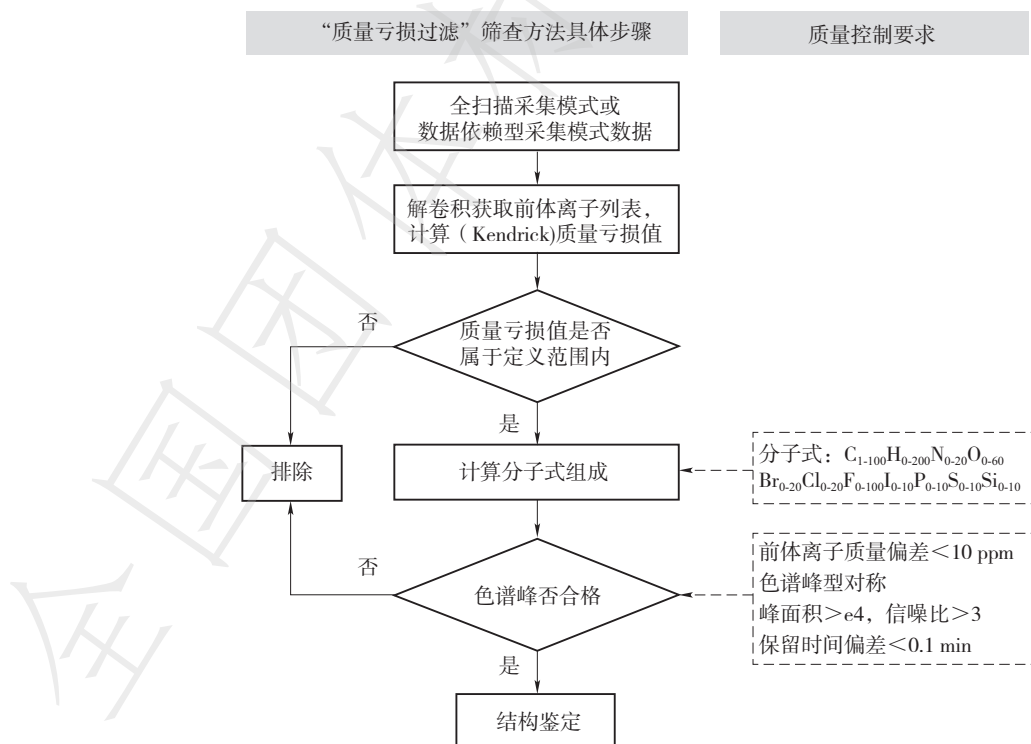 “质量亏损过滤”筛查方法具体步骤
质量控制要求
全扫描采集模式或
数据依赖型采集模式数据
解卷积获取前体离子列表，
计算（Kendrick)质量亏损值
质量亏损值是否
属于定义范围内
否
是
排除
计算分子式组成
分子式：C₁₋₁₀₀H₀₋₂₀₀N₀₋₂₀O₀₋₆₀
Br₀₋₂₀Cl₀₋₂₀F₀₋₁₀₀I₀₋₁₀P₀₋₁₀S₀₋₁₀Si₀₋₁₀
色谱峰否合格
否
是
前体离子质量偏差＜10 ppm
色谱峰型对称
峰面积＞e4，信噪比＞3
保留时间偏差＜0.1 min
结构鉴定
全国团体标